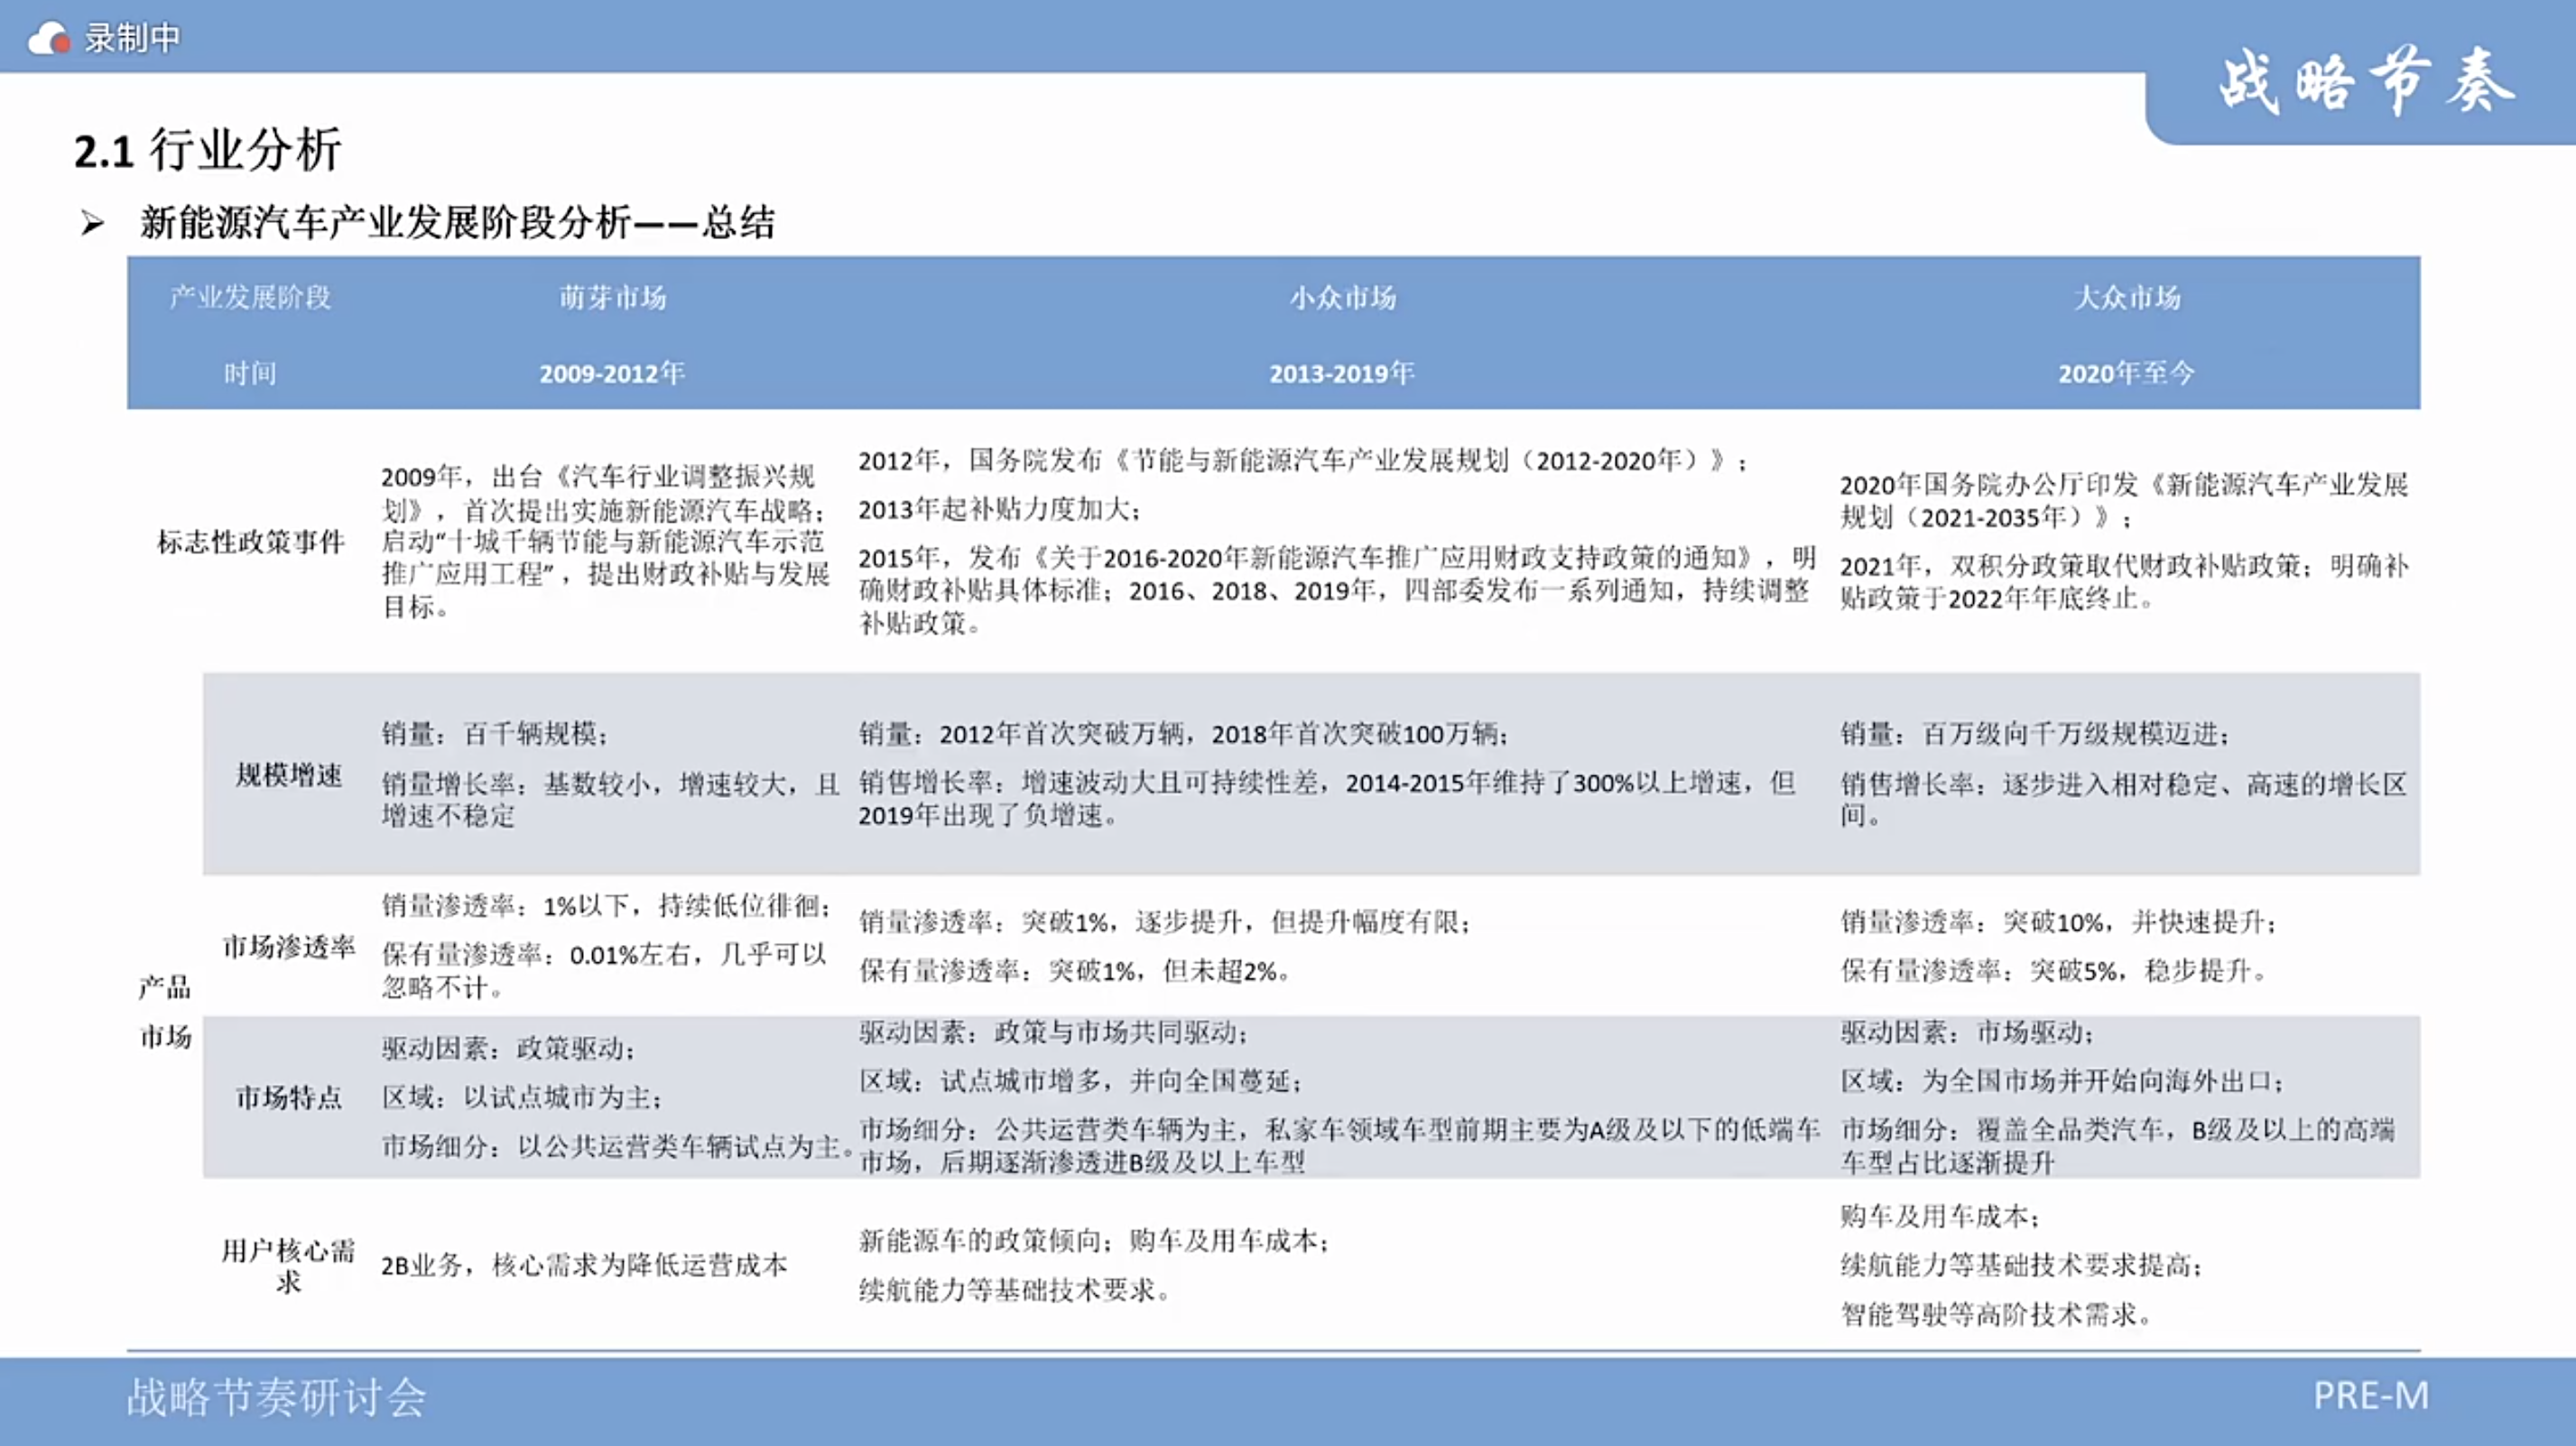 录制中
战略节奏
2.1 行业分析
新能源汽车产业发展阶段分析——总结
产业发展阶段
萌芽市场
小众市场
大众市场
时间
2009-2012年
2013-2019年
2020年至今
标志性政策事件
2009年，出台《汽车行业调整振兴规
划》，首次提出实施新能源汽车战略；
启动“十城千辆节能与新能源汽车示范
推广应用工程”，提出财政补贴与发展
目标。
2012年，国务院发布《节能与新能源汽车产业发展规划（2012-2020年）》；
2013年起补贴力度加大；
2015年，发布《关于2016-2020年新能源汽车推广应用财政支持政策的通知》，明
确财政补贴具体标准；2016、2018、2019年，四部委发布一系列通知，持续调整
补贴政策。
2020年国务院办公厅印发《新能源汽车产业发展
规划（2021-2035年）》；
2021年，双积分政策取代财政补贴政策；明确补
贴政策于2022年年底终止。
产品
市场
规模增速
销量：百千辆规模；
销量增长率：基数较小，增速较大，且
增速不稳定
销量：2012年首次突破万辆，2018年首次突破100万辆；
销售增长率：增速波动大且可持续性差，2014-2015年维持了300%以上增速，但
2019年出现了负增速。
销量：百万级向千万级规模迈进；
销售增长率：逐步进入相对稳定、高速的增长区
间。
市场渗透率
销量渗透率：1%以下，持续低位徘徊；
保有量渗透率：0.01%左右，几乎可以
忽略不计。
销量渗透率：突破1%，逐步提升，但提升幅度有限；
保有量渗透率：突破1%，但未超2%。
销量渗透率：突破10%，并快速提升；
保有量渗透率：突破5%，稳步提升。
市场特点
驱动因素：政策驱动；
区域：以试点城市为主；
市场细分：以公共运营类车辆试点为主。
驱动因素：政策与市场共同驱动；
区域：试点城市增多，并向全国蔓延；
市场细分：公共运营类车辆为主，私家车领域车型前期主要为A级及以下的低端车
市场，后期逐渐渗透进B级及以上车型
驱动因素：市场驱动；
区域：为全国市场并开始向海外出口；
市场细分：覆盖全品类汽车，B级及以上的高端
车型占比逐渐提升
用户核心需
求
2B业务，核心需求为降低运营成本
新能源车的政策倾向；购车及用车成本；
续航能力等基础技术要求。
购车及用车成本；
续航能力等基础技术要求提高；
智能驾驶等高阶技术需求。
战略节奏研讨会
PRE-M